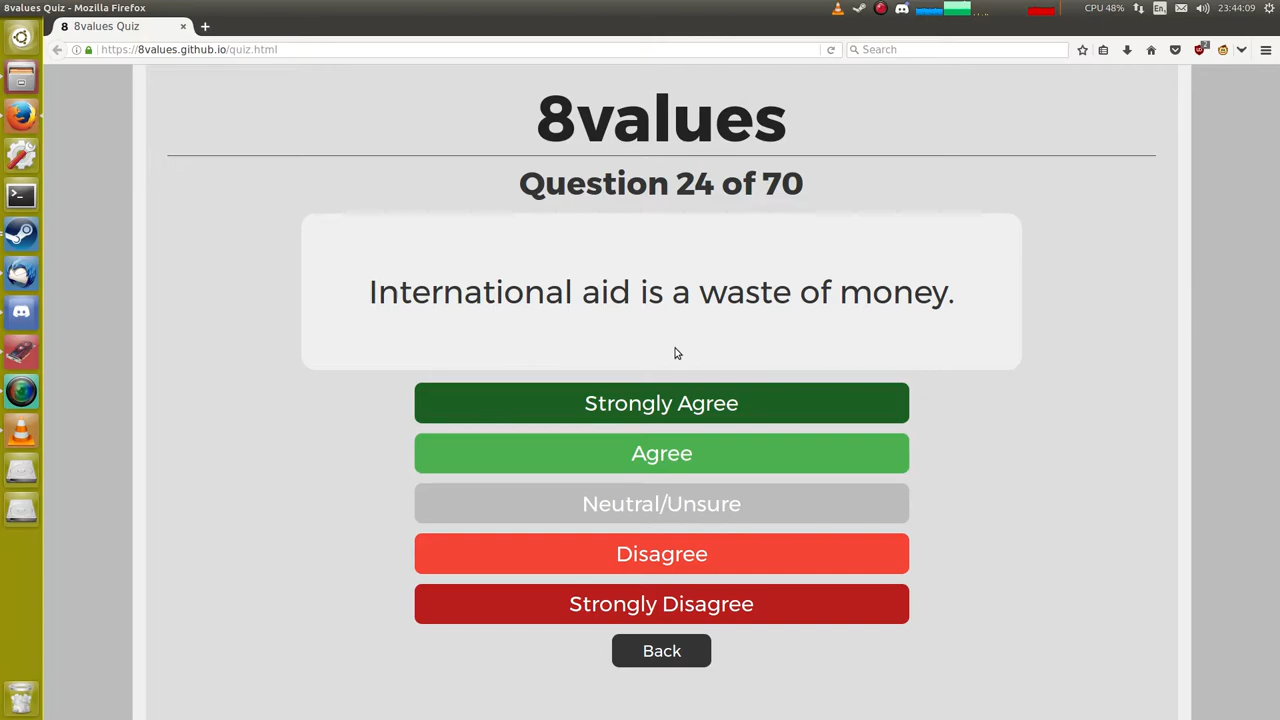 8values Quiz - Mozilla Firefox
CPU 48%
En
23:44:09
8 8values Quiz
https://8values.github.io/quiz.html
Search
2
8values
Question 24 of 70
International aid is a waste of money.
Strongly Agree
Agree
Neutral/Unsure
Disagree
Strongly Disagree
Back